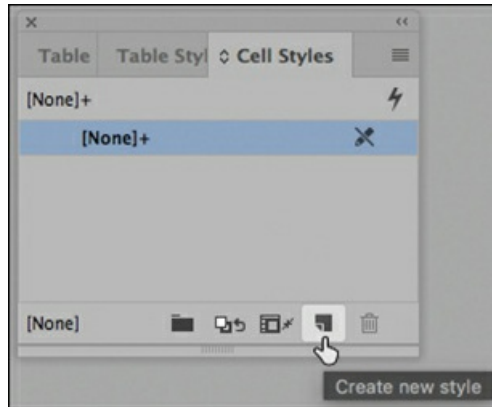 Table Table Styl Cell Styles
[None]+
[None]+
[None]
Create new style